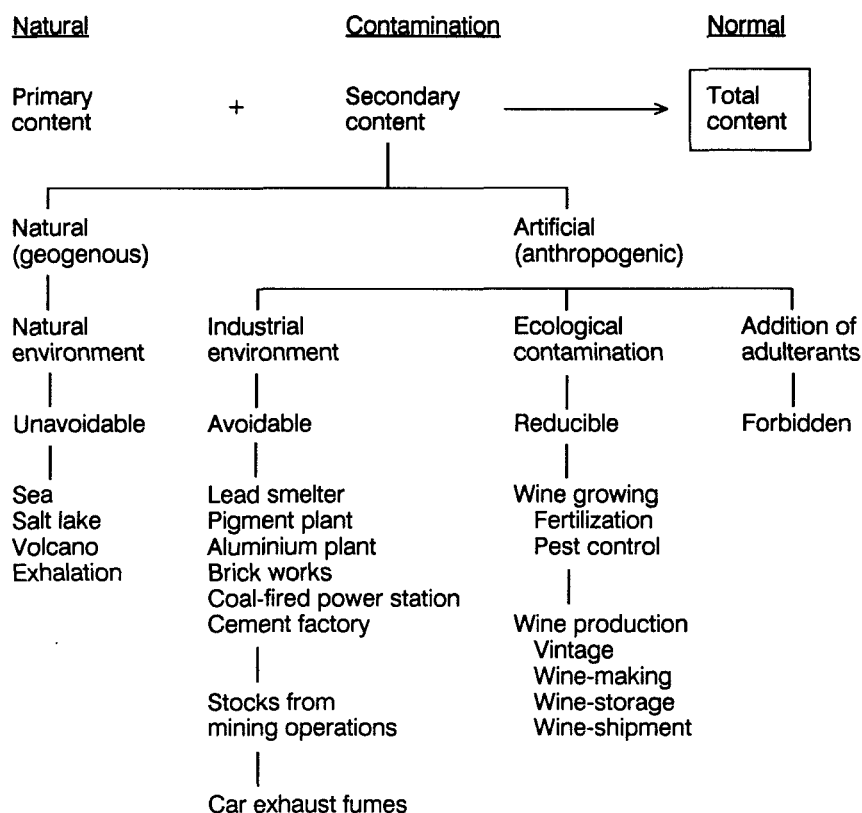 Natural Contamination Normal
Primary content + Secondary content Total content
Natural (geogenous)
Artificial (anthropogenic)
Natural environment
Industrial environment
Ecological contamination
Addition of adulterants
Unavoidable
Avoidable
Reducible
Forbidden
Sea
Salt lake
Volcano
Exhalation
Lead smelter
Pigment plant
Aluminium plant
Brick works
Coal-fired power station
Cement factory
Stocks from
mining operations
Car exhaust fumes
Wine growing
Fertilization
Pest control
Wine production
Vintage
Wine-making
Wine-storage
Wine-shipment